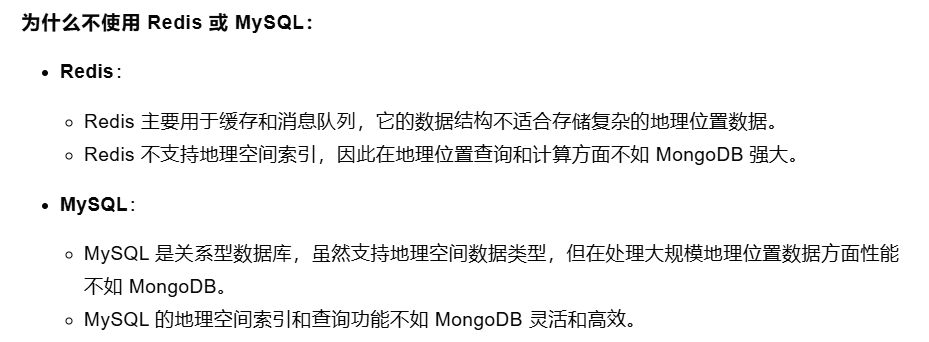 为什么不使用 Redis 或 MySQL：
• Redis：
◦ Redis 主要用于缓存和消息队列，它的数据结构不适合存储复杂的地理位置数据。
◦ Redis 不支持地理空间索引，因此在地理位置查询和计算方面不如 MongoDB 强大。
• MySQL：
◦ MySQL 是关系型数据库，虽然支持地理空间数据类型，但在处理大规模地理位置数据方面性能
不如 MongoDB。
◦ MySQL 的地理空间索引和查询功能不如 MongoDB 灵活和高效。